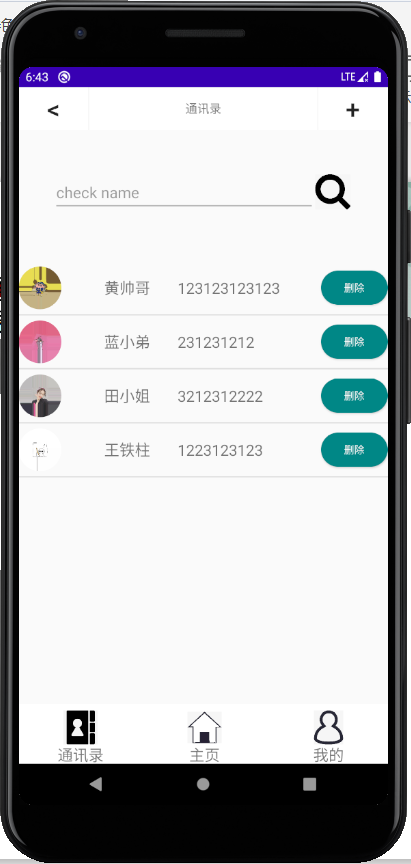 6:43 LTE
< 通讯录 +
check name
黄帅哥 123123123123 删除
蓝小弟 231231212 删除
田小姐 3212312222 删除
王铁柱 1223123123 删除
通讯录 主页 我的